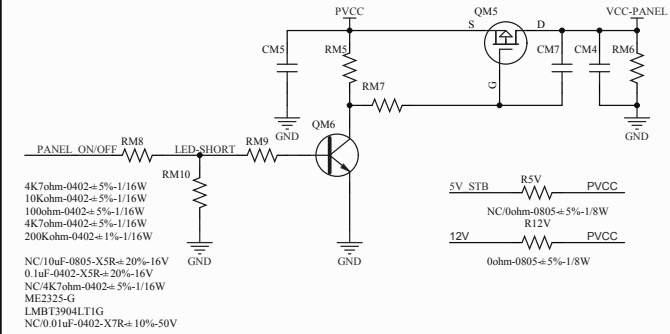 PVCC
QM5
VCC-PANEL
S
D
CM5
RM5
CM7
CM4
RM6
RM7
G
GND
GND
QM6
PANEL_ON/OFF
RM8
LED-SHORT
RM9
RM10
4K7ohm-0402-±5%-1/16W
10Kohm-0402-±5%-1/16W
100ohm-0402-±5%-1/16W
4K7ohm-0402-±5%-1/16W
200Kohm-0402-±1%-1/16W
5V_STB
R5V
PVCC
NC/0ohm-0805-±5%-1/8W
R12V
12V
PVCC
0ohm-0805-±5%-1/8W
GND
GND
NC/10uF-0805-X5R-±20%-16V
0.1uF-0402-X5R-±20%-16V
NC/4K7ohm-0402-±5%-1/16W
ME2325-G
LMBT3904LT1G
NC/0.01uF-0402-X7R-±10%-50V